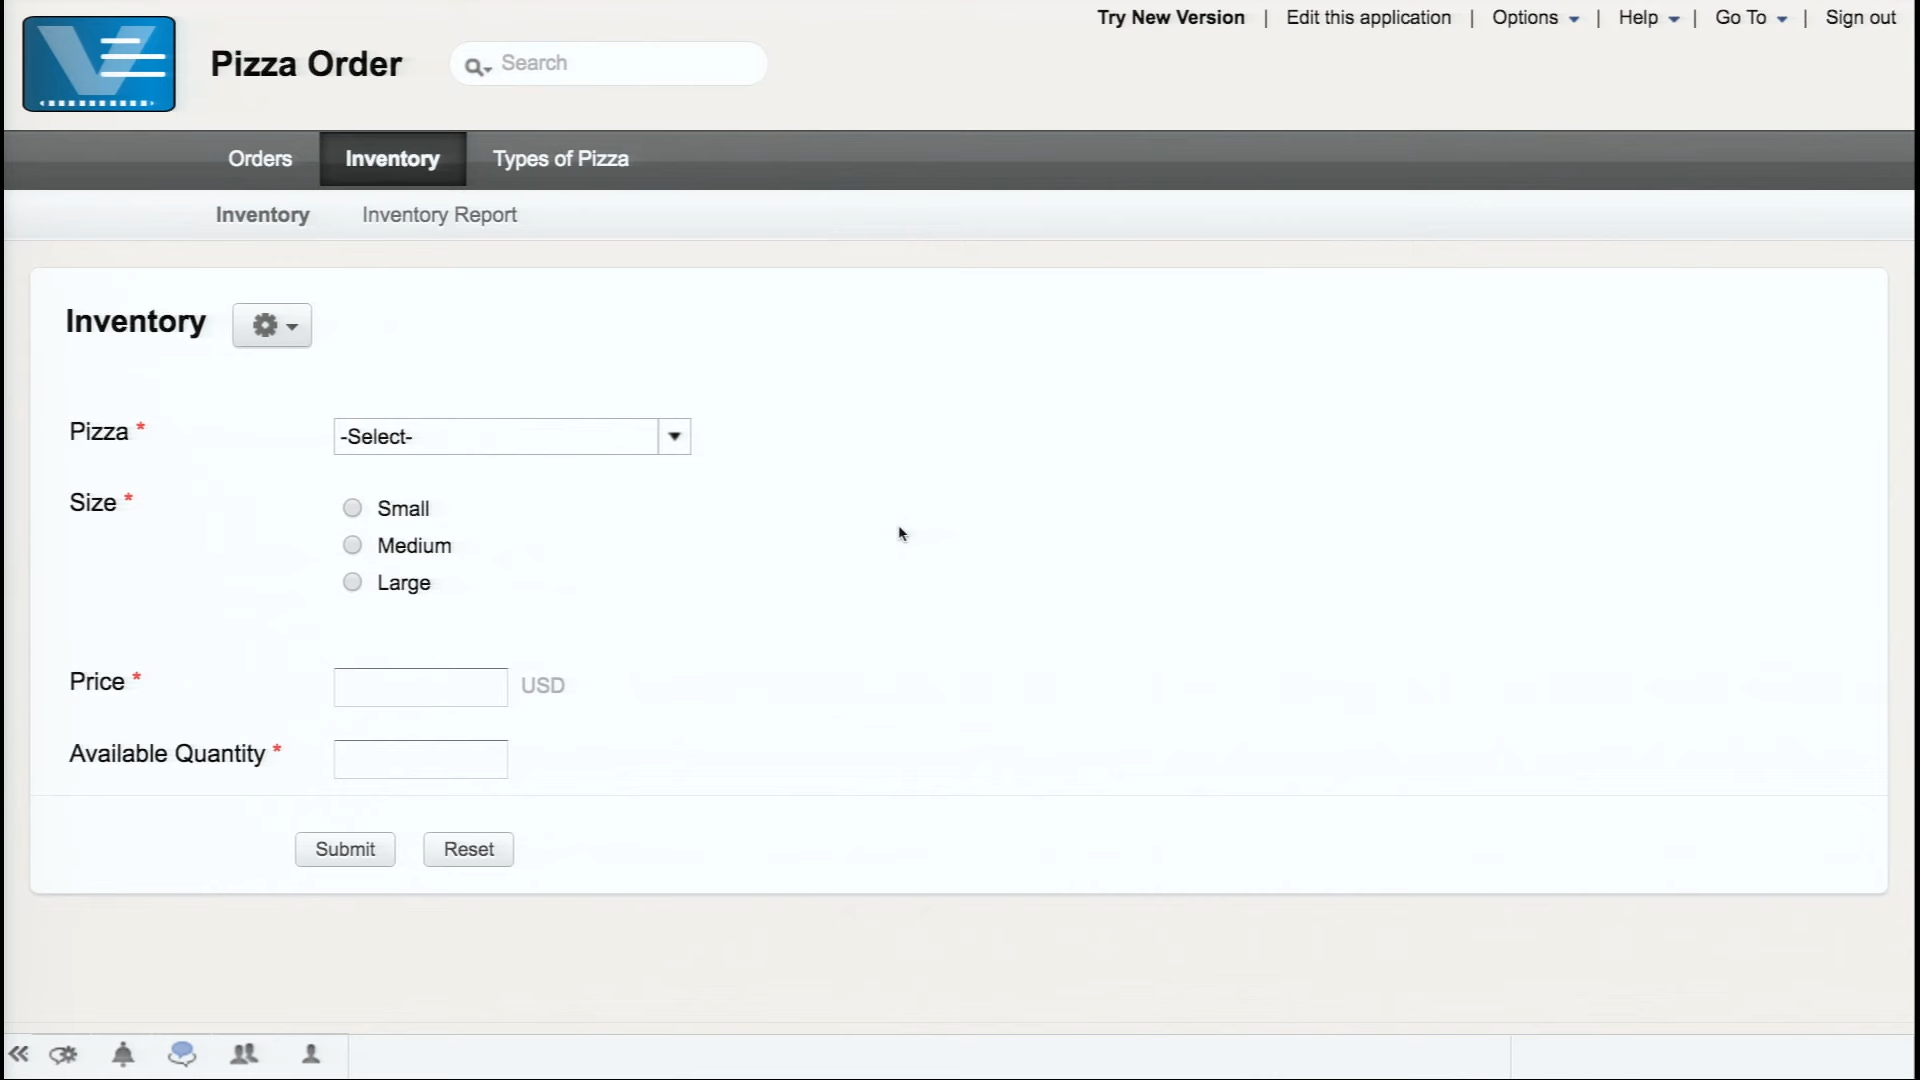 Try New Version | Edit this application | Options | Help | Go To | Sign out
Pizza Order
Search
Orders Inventory Types of Pizza
Inventory Inventory Report
Inventory
Pizza *
-Select-
Size *
Small
Medium
Large
Price *
USD
Available Quantity *
Submit Reset